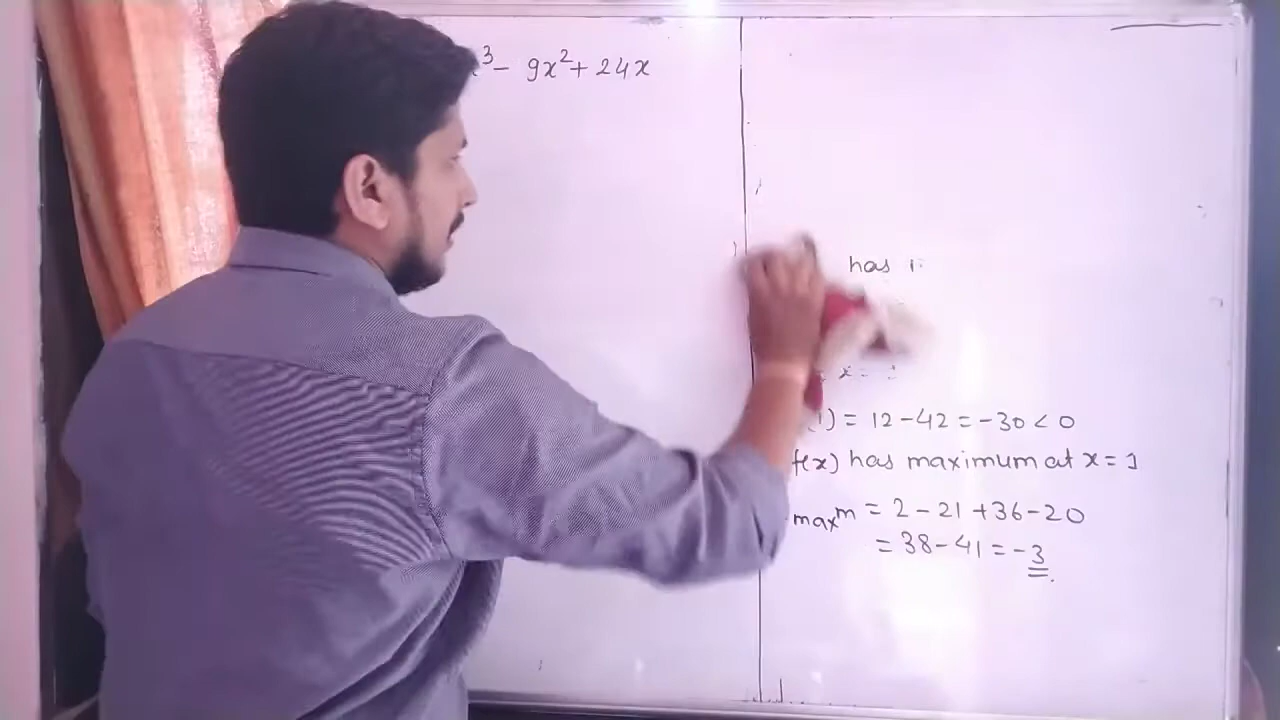 ³- 9x²+ 24x
has
x =
1) = 12-42 = -30 < 0
f(x) has maximum at x = 1
maxᵐ = 2 - 21 + 36 - 20
= 38 - 41 = -3